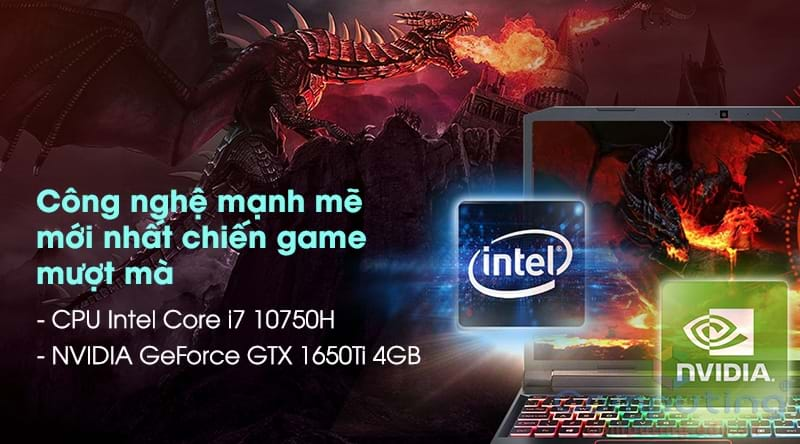 Công nghệ mạnh mẽ
mới nhất chiến game
mượt mà
- CPU Intel Core i7 10750H
- NVIDIA GeForce GTX 1650Ti 4GB
intel
NVIDIA.
Computing